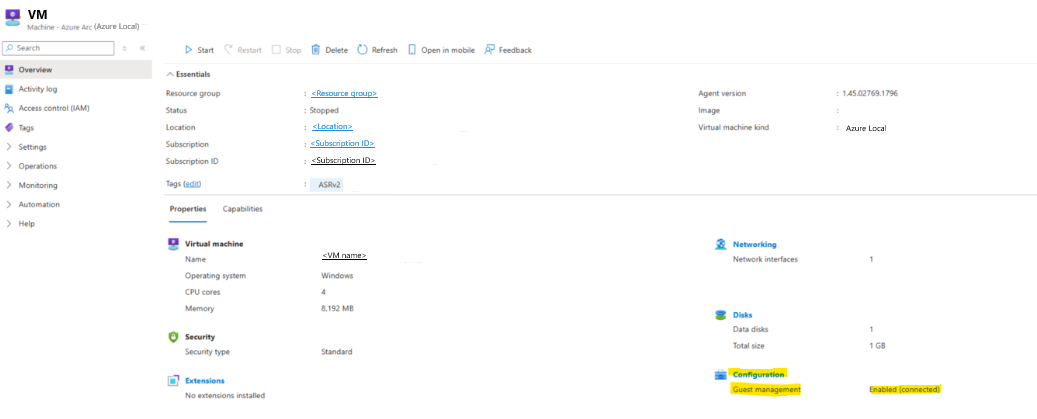 VM
Machine - Azure Arc (Azure Local)
Search
Overview
Activity log
Access control (IAM)
Tags
Settings
Operations
Monitoring
Automation
Help
Start Restart Stop Delete Refresh Open in mobile Feedback
Essentials
Resource group : <Resource group>
Status : Stopped
Location : <Location>
Subscription : <Subscription ID>
Subscription ID : <Subscription ID>
Tags (edit) : ASRv2
Agent version : 1.45.02769.1796
Image :
Virtual machine kind : Azure Local
Properties Capabilities
Virtual machine
Name <VM name>
Operating system Windows
CPU cores 4
Memory 8,192 MB
Security
Security type Standard
Extensions
No extensions installed
Networking
Network interfaces 1
Disks
Data disks 1
Total size 1 GB
Configuration
Guest management Enabled (connected)